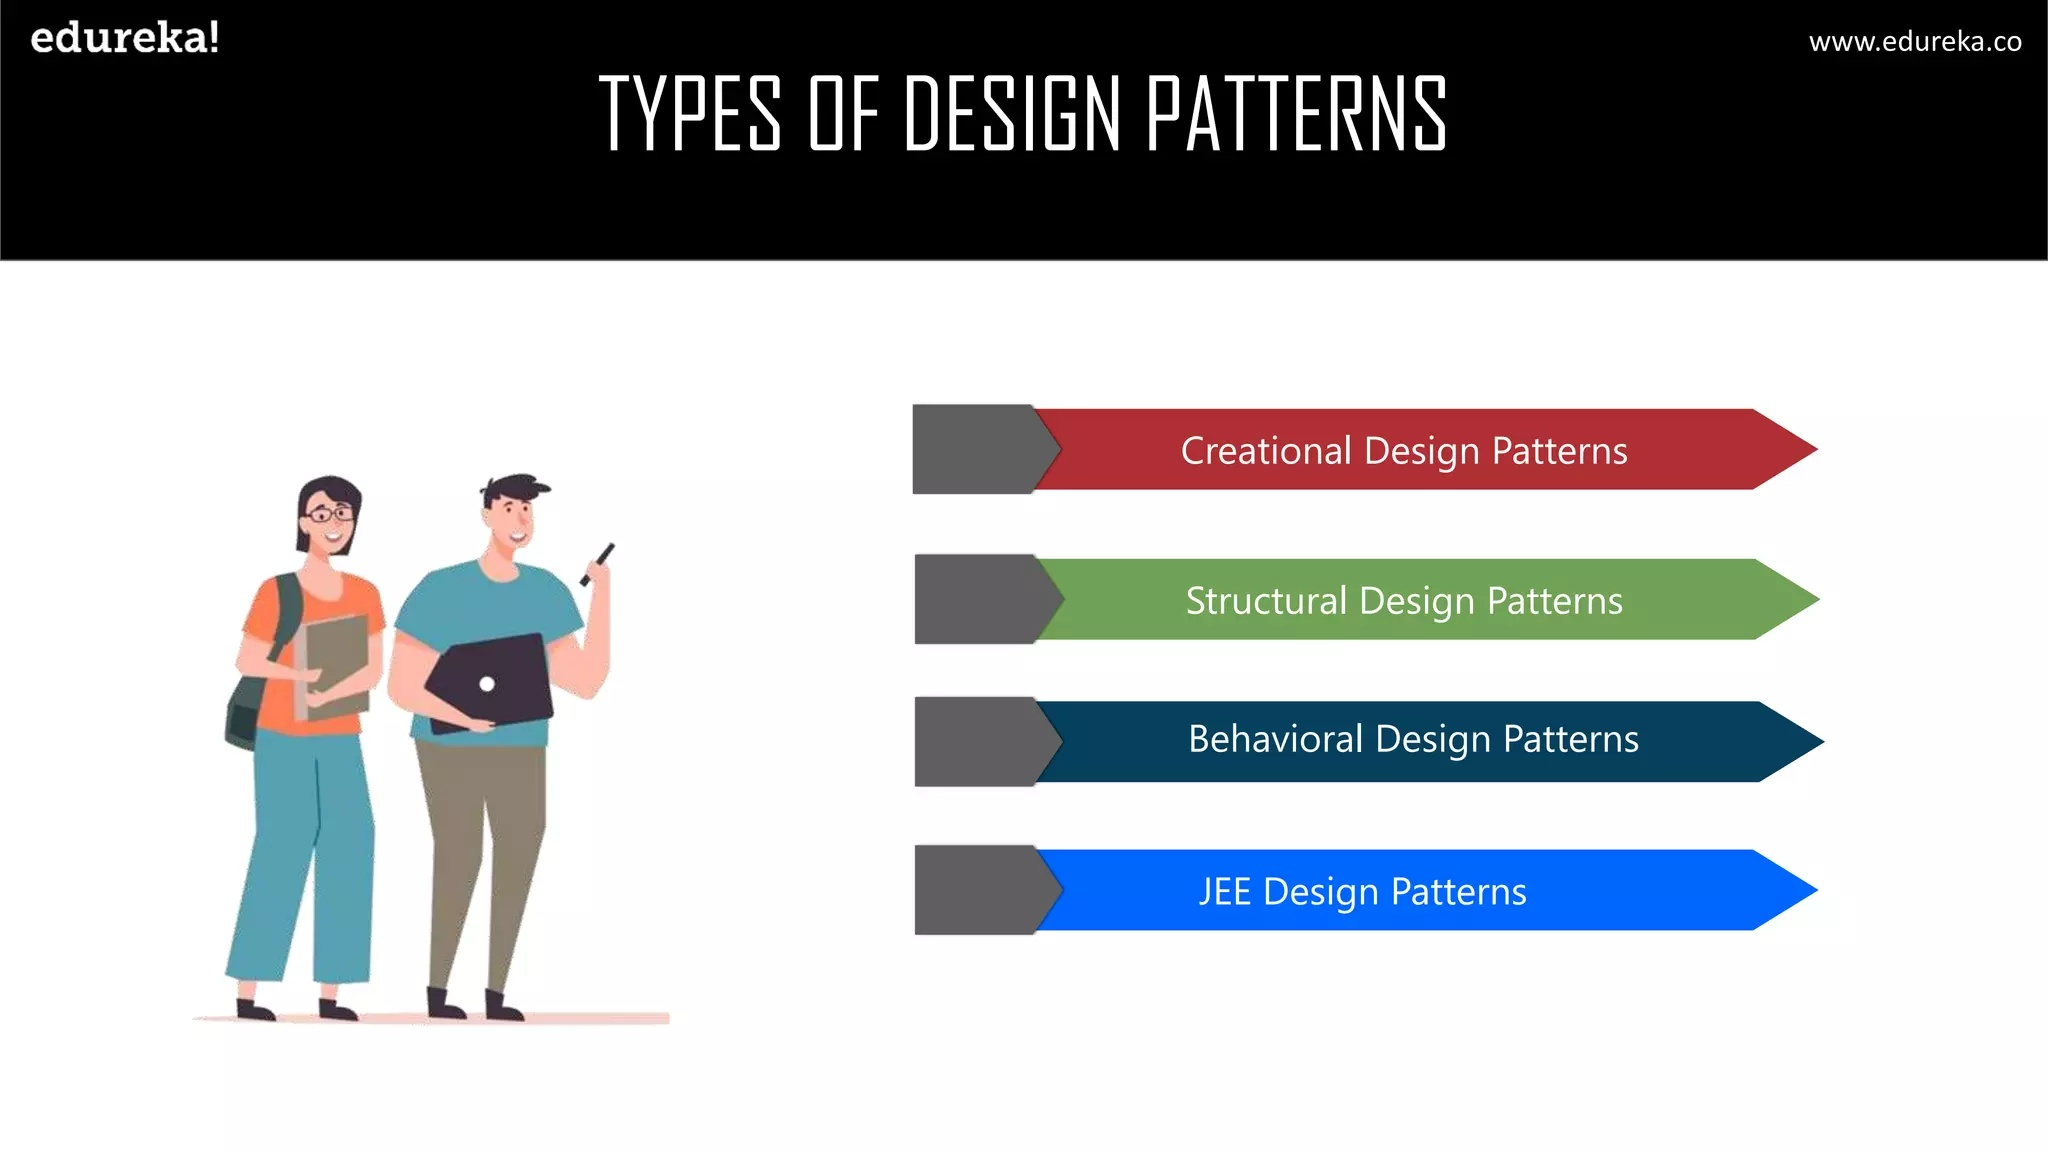 edureka!
www.edureka.co
TYPES OF DESIGN PATTERNS
Creational Design Patterns
Structural Design Patterns
Behavioral Design Patterns
JEE Design Patterns